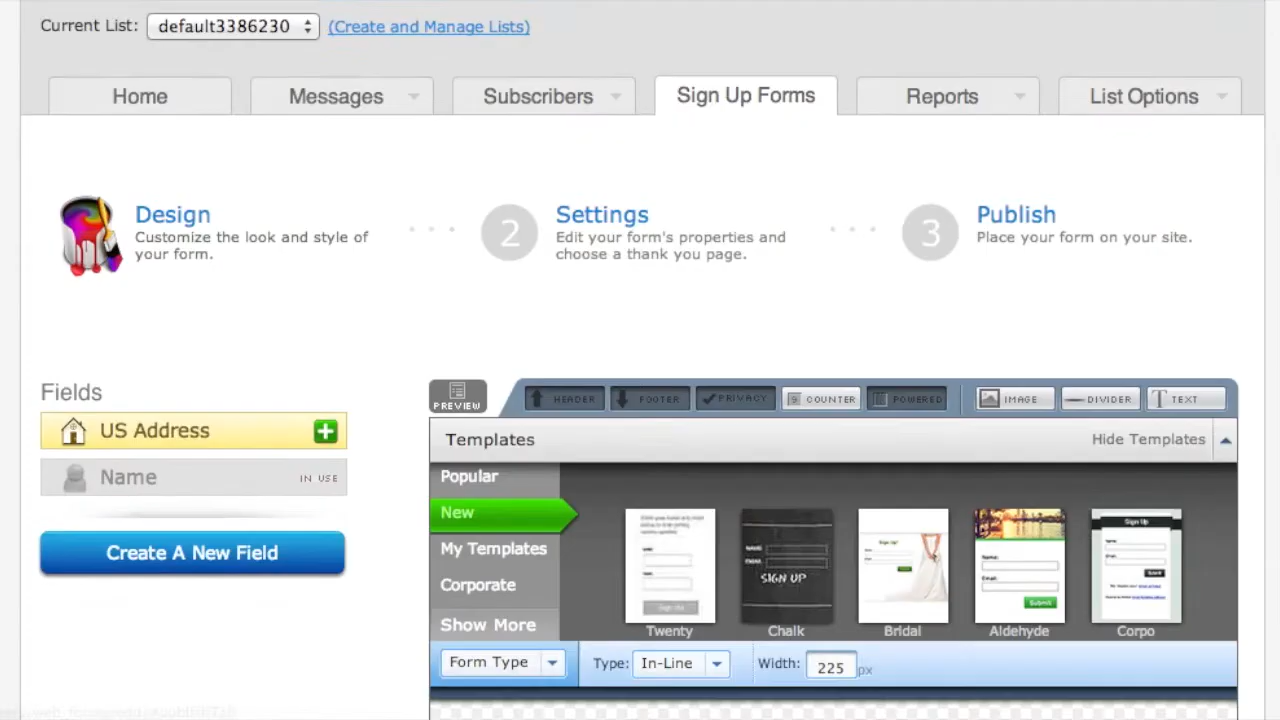 Current List: default3386230 (Create and Manage Lists)
Home Messages Subscribers Sign Up Forms Reports List Options
Design
Customize the look and style of
your form.
2
Settings
Edit your form's properties and
choose a thank you page.
3
Publish
Place your form on your site.
Fields
US Address
Name IN USE
Create A New Field
PREVIEW HEADER FOOTER PRIVACY COUNTER POWERED IMAGE DIVIDER TEXT
Templates Hide Templates
Popular
New
My Templates
Corporate
Show More
SIGN UP
Sign Up
Submit
Twenty Chalk Bridal Aldehyde Corpo
Form Type Type: In-Line Width: 225 px